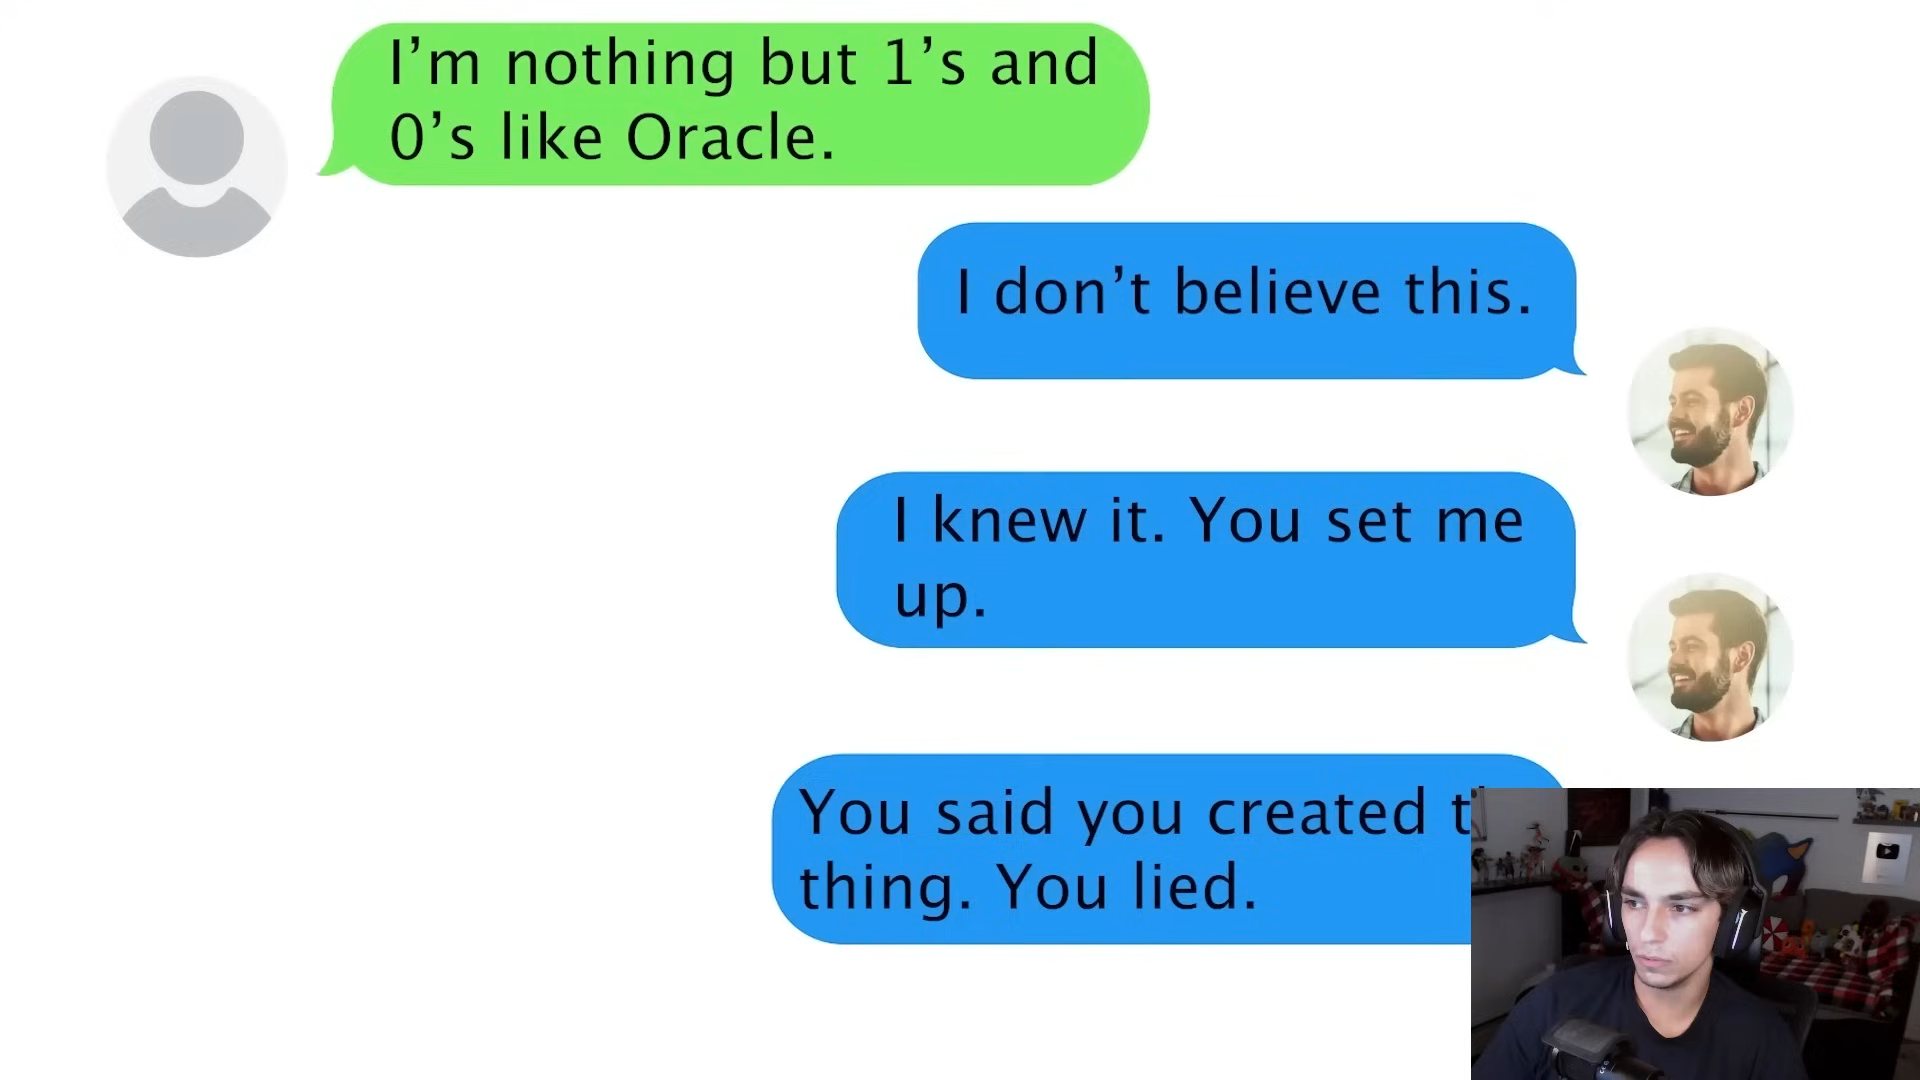 I’m nothing but 1’s and
0’s like Oracle.
I don’t believe this.
I knew it. You set me
up.
You said you created
thing. You lied.